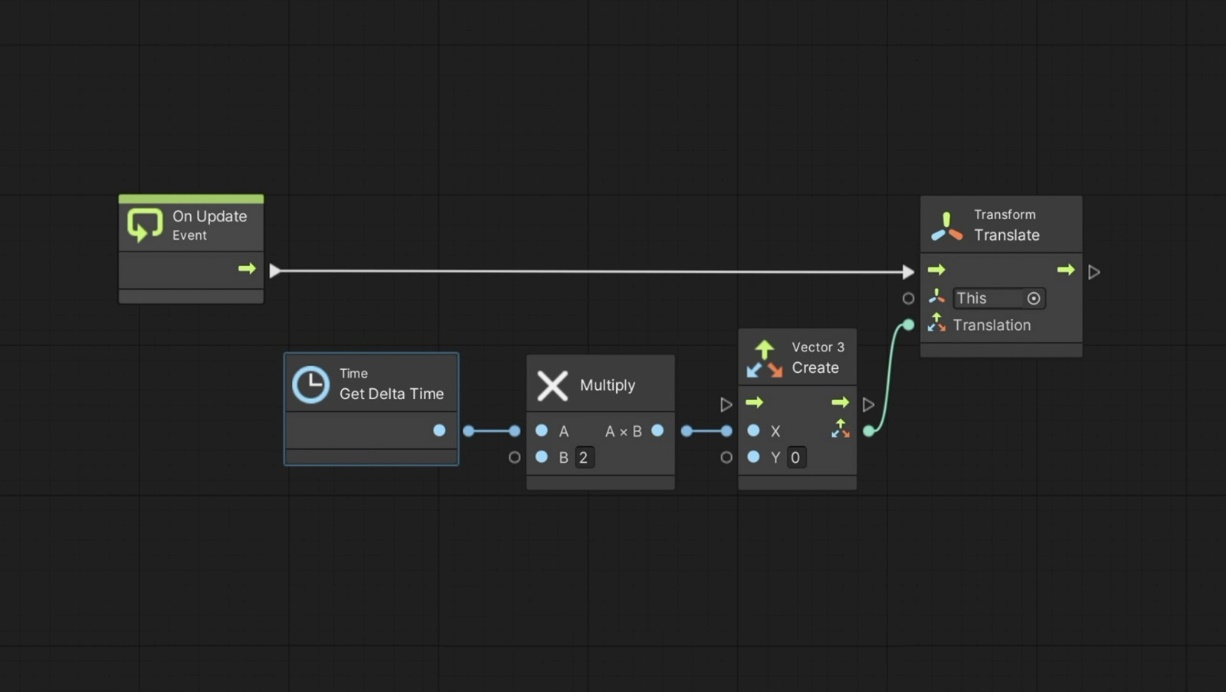 On Update
Event
Transform
Translate
This
Translation
Time
Get Delta Time
Multiply
A A × B
B 2
Vector 3
Create
X
Y 0